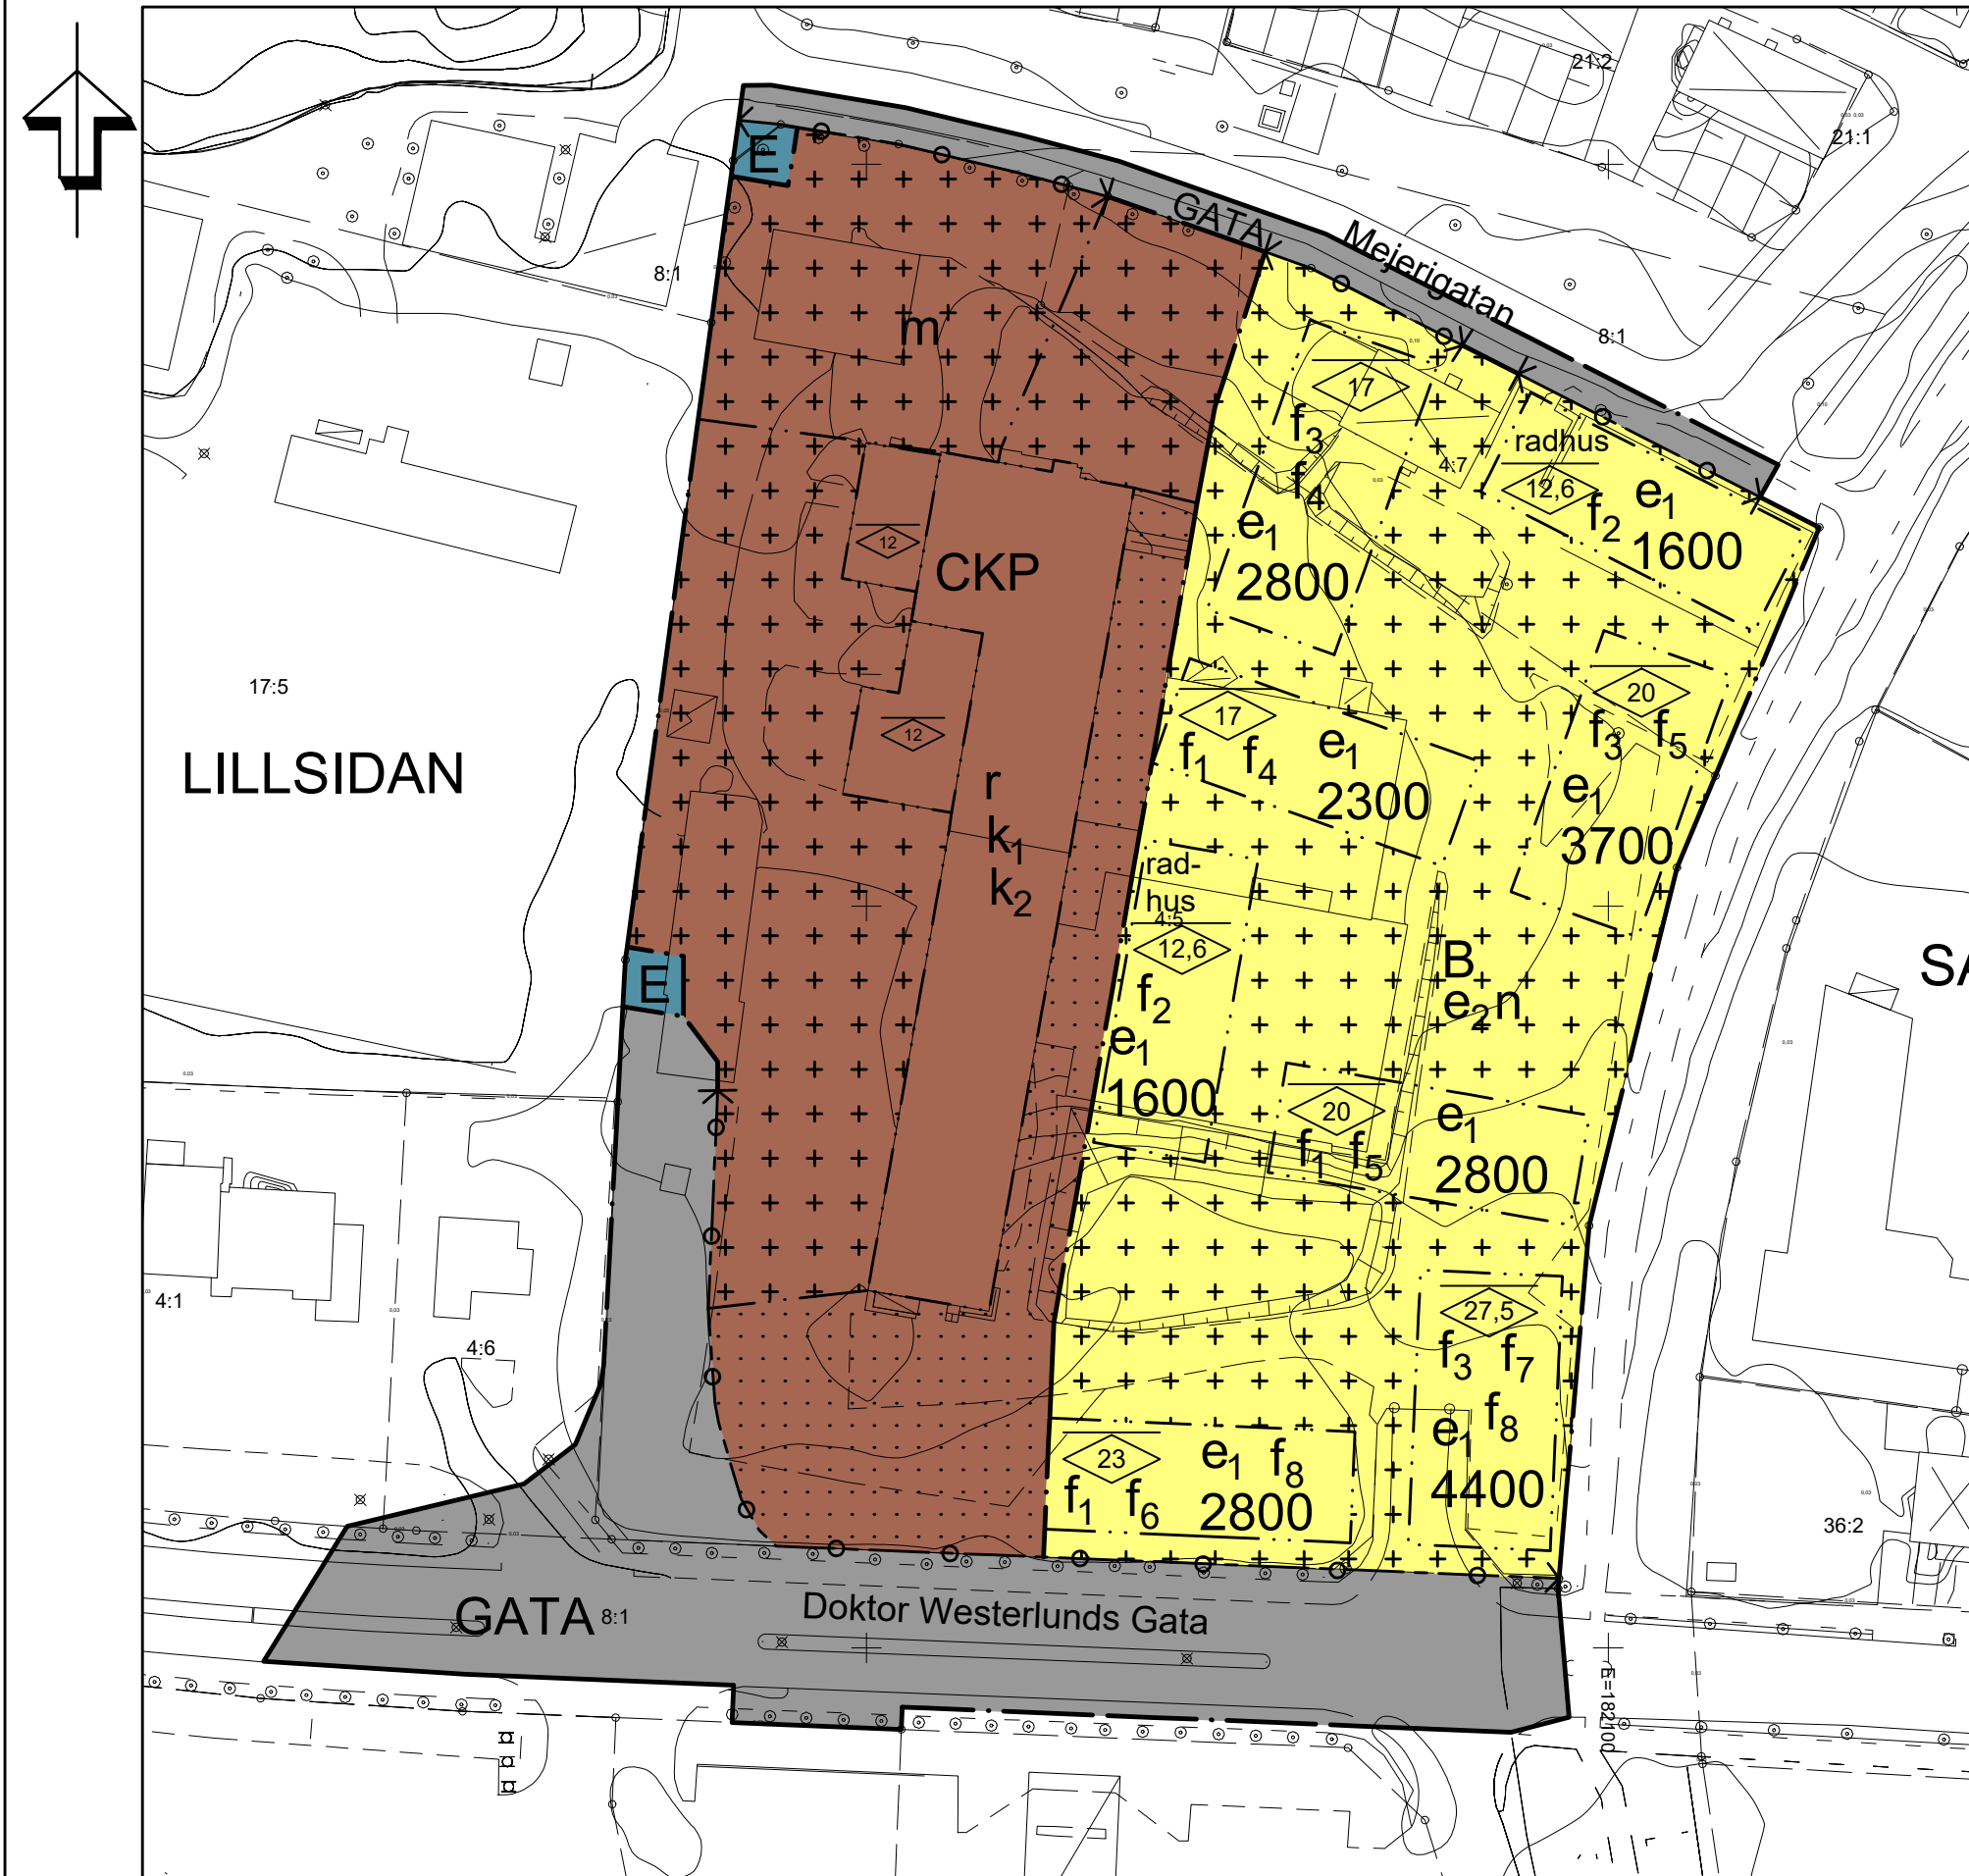 21:2
21:1
E
GATA
Mejerigatan
8:1
8:1
m
17
f3
f4
4:7
radhus
12,6
e1
f2
1600
e1
2800
12
CKP
17:5
LILLSIDAN
12
20
f3 f5
e1
3700
17
f1 f4
e1
2300
r
k1
k2
rad-
hus
4:5
12,6
f2
e1
1600
B
e2 n
E
20
f1 f5
e1
2800
4:1
4:6
27,5
f3 f7
e1 f8
4400
23
f1 f6
e1 f8
2800
36:2
GATA 8:1
Doktor Westerlunds Gata
E=18210